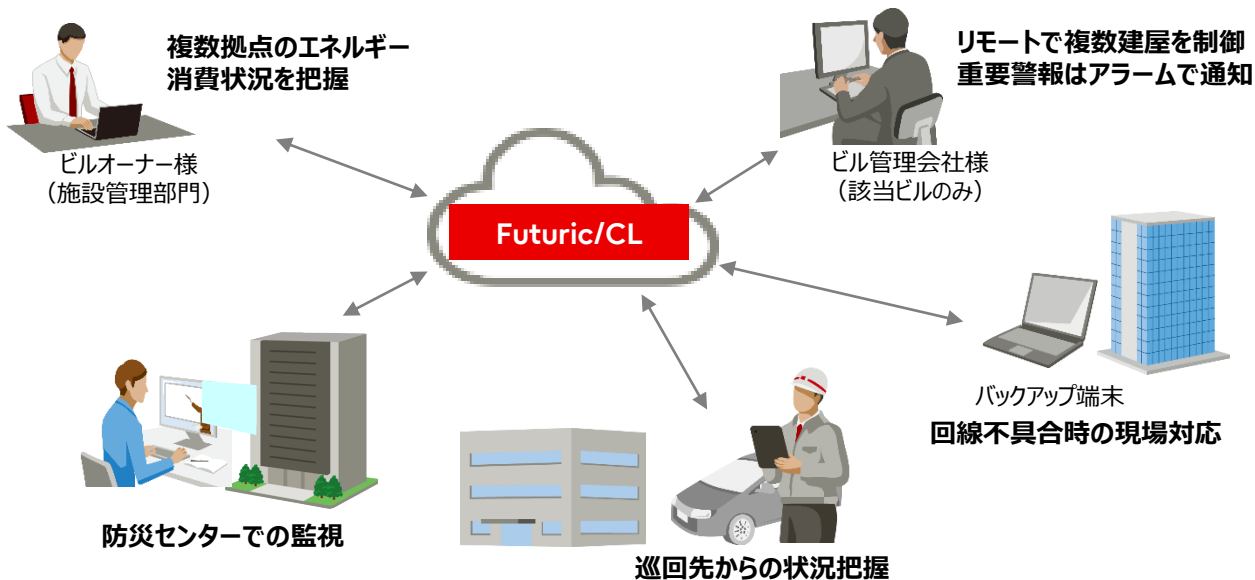 複数拠点のエネルギー
消費状況を把握
ビルオーナー様
（施設管理部門）
リモートで複数建屋を制御
重要警報はアラームで通知
ビル管理会社様
（該当ビルのみ）
Futuric/CL
バックアップ端末
回線不具合時の現場対応
防災センターでの監視
巡回先からの状況把握